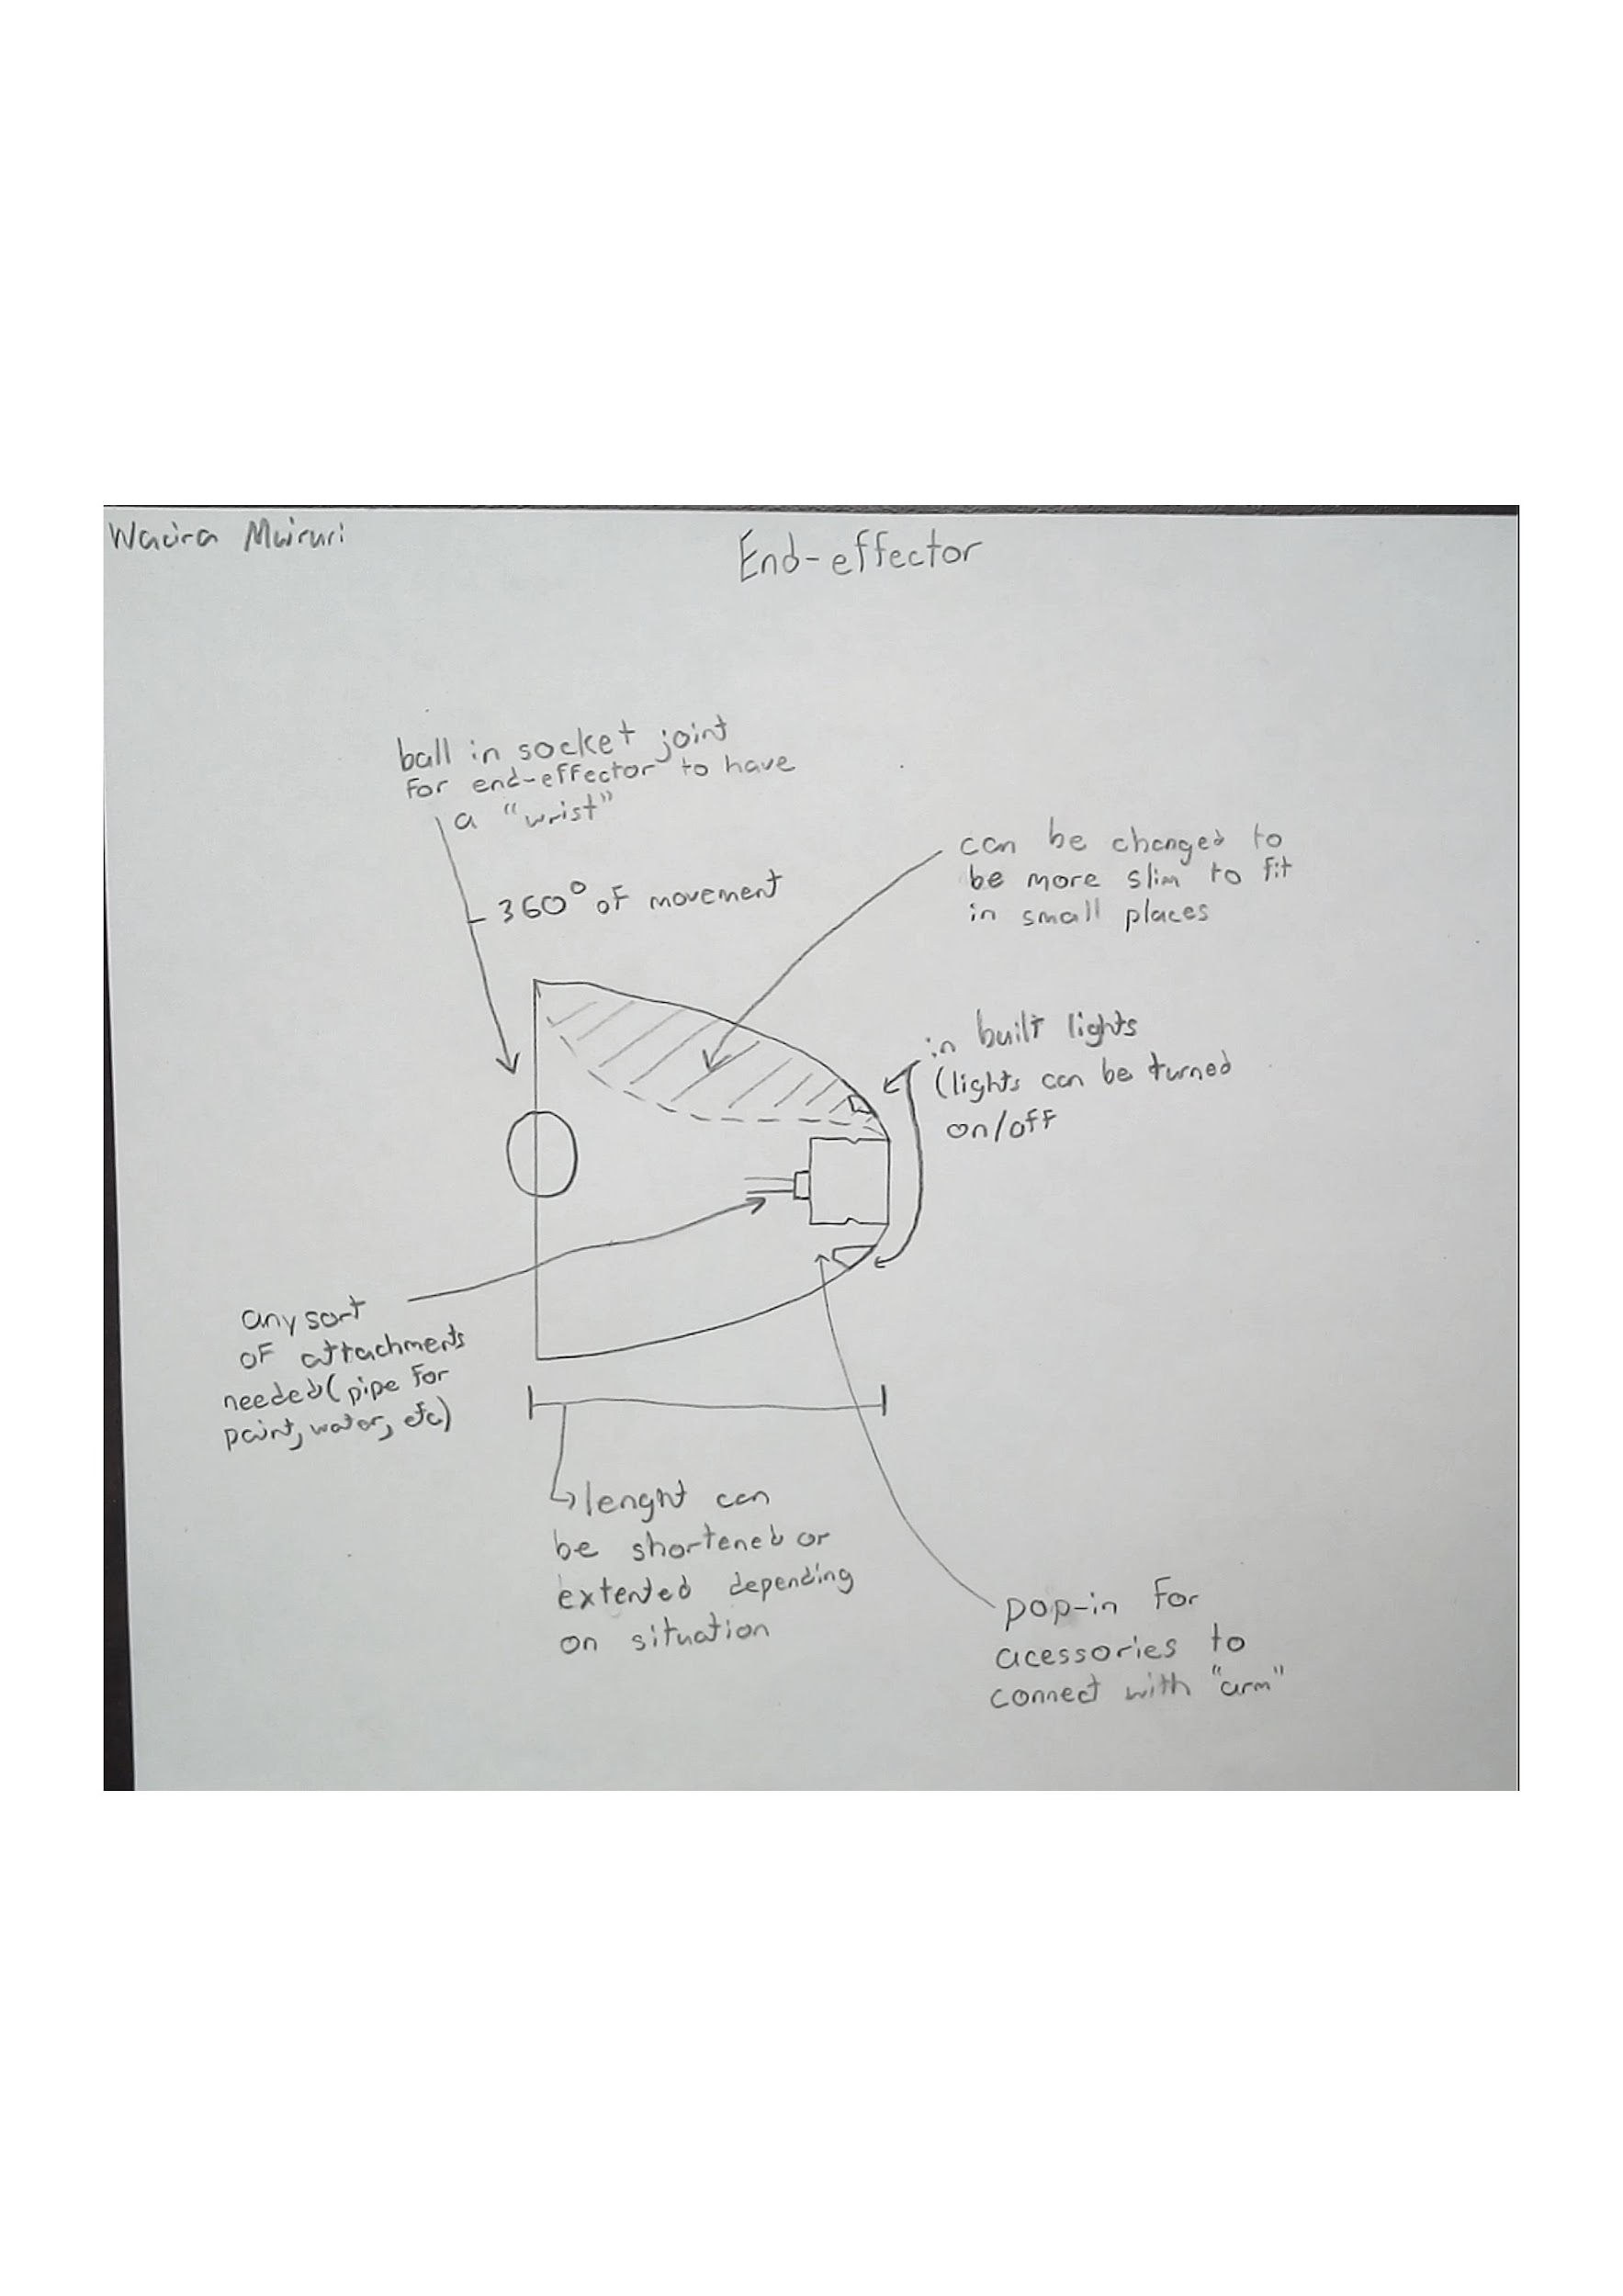 Wacira Mwiruri
End-effector
ball in socket joint
for end-effector to have
a "wrist"
360° of movement
can be changed to
be more slim to fit
in small places
in built lights
(lights can be turned
on/off
any sort
of attachments
needed (pipe for
paint, water, etc)
lenght can
be shortened or
extented depending
on situation
pop-in for
acessories to
connect with "arm"